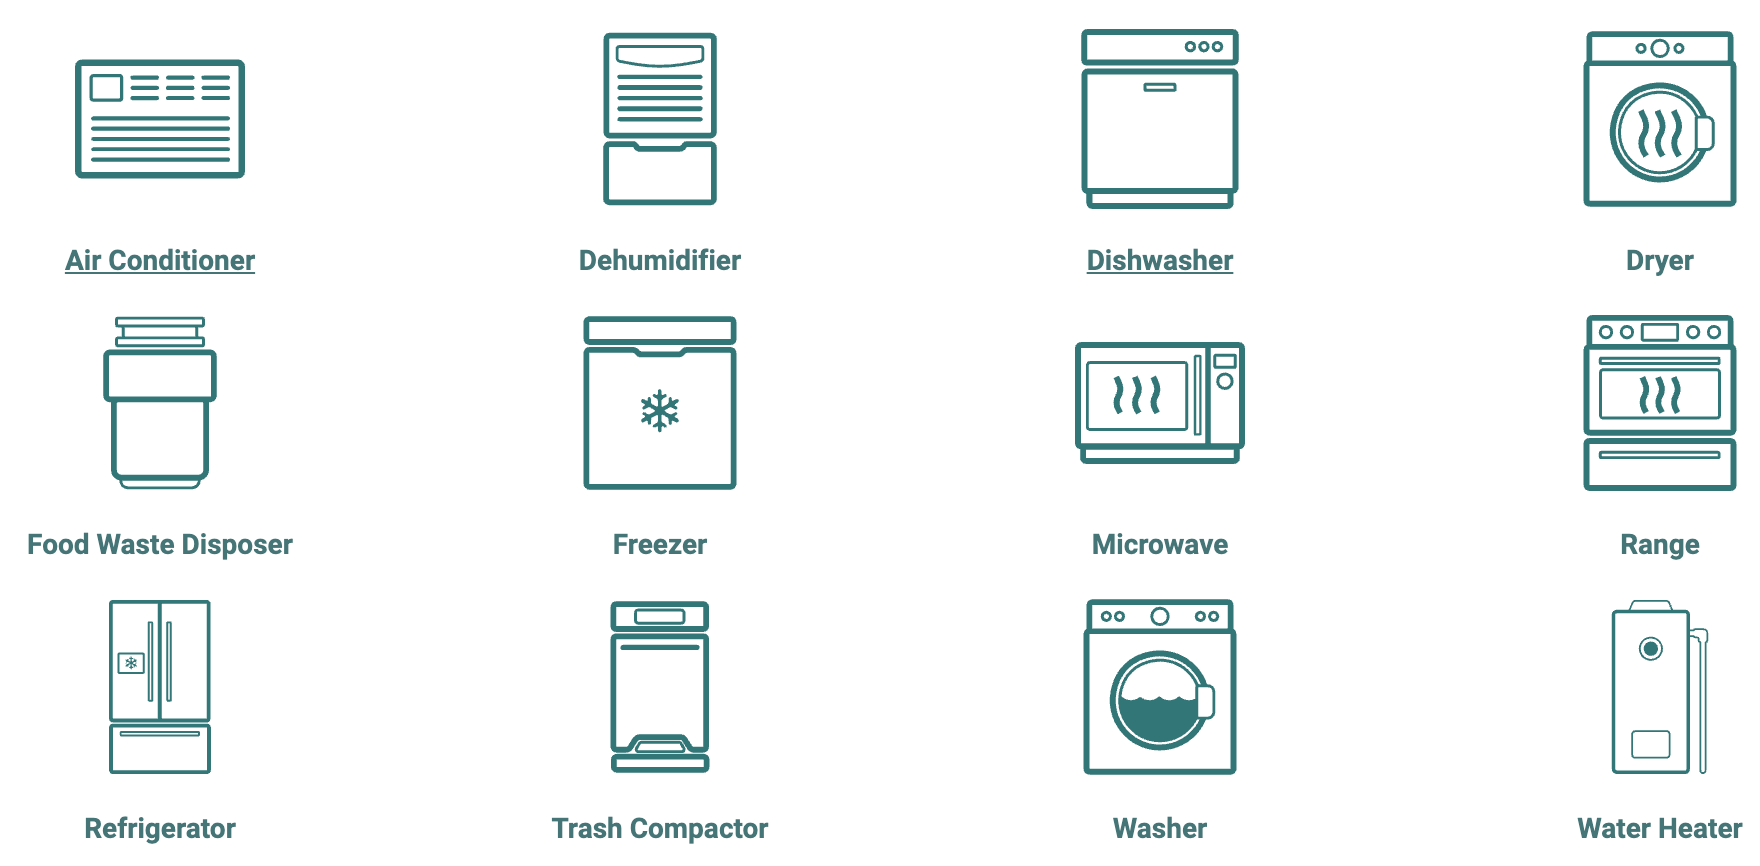 Air Conditioner
Dehumidifier
Dishwasher
Dryer
Food Waste Disposer
Freezer
Microwave
Range
Refrigerator
Trash Compactor
Washer
Water Heater